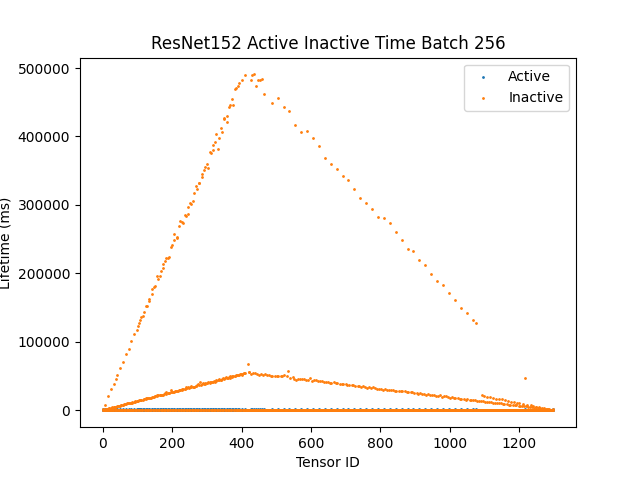 ResNet152 Active Inactive Time Batch 256
Active
Inactive
Lifetime (ms)
500000
400000
300000
200000
100000
0
0 200 400 600 800 1000 1200
Tensor ID